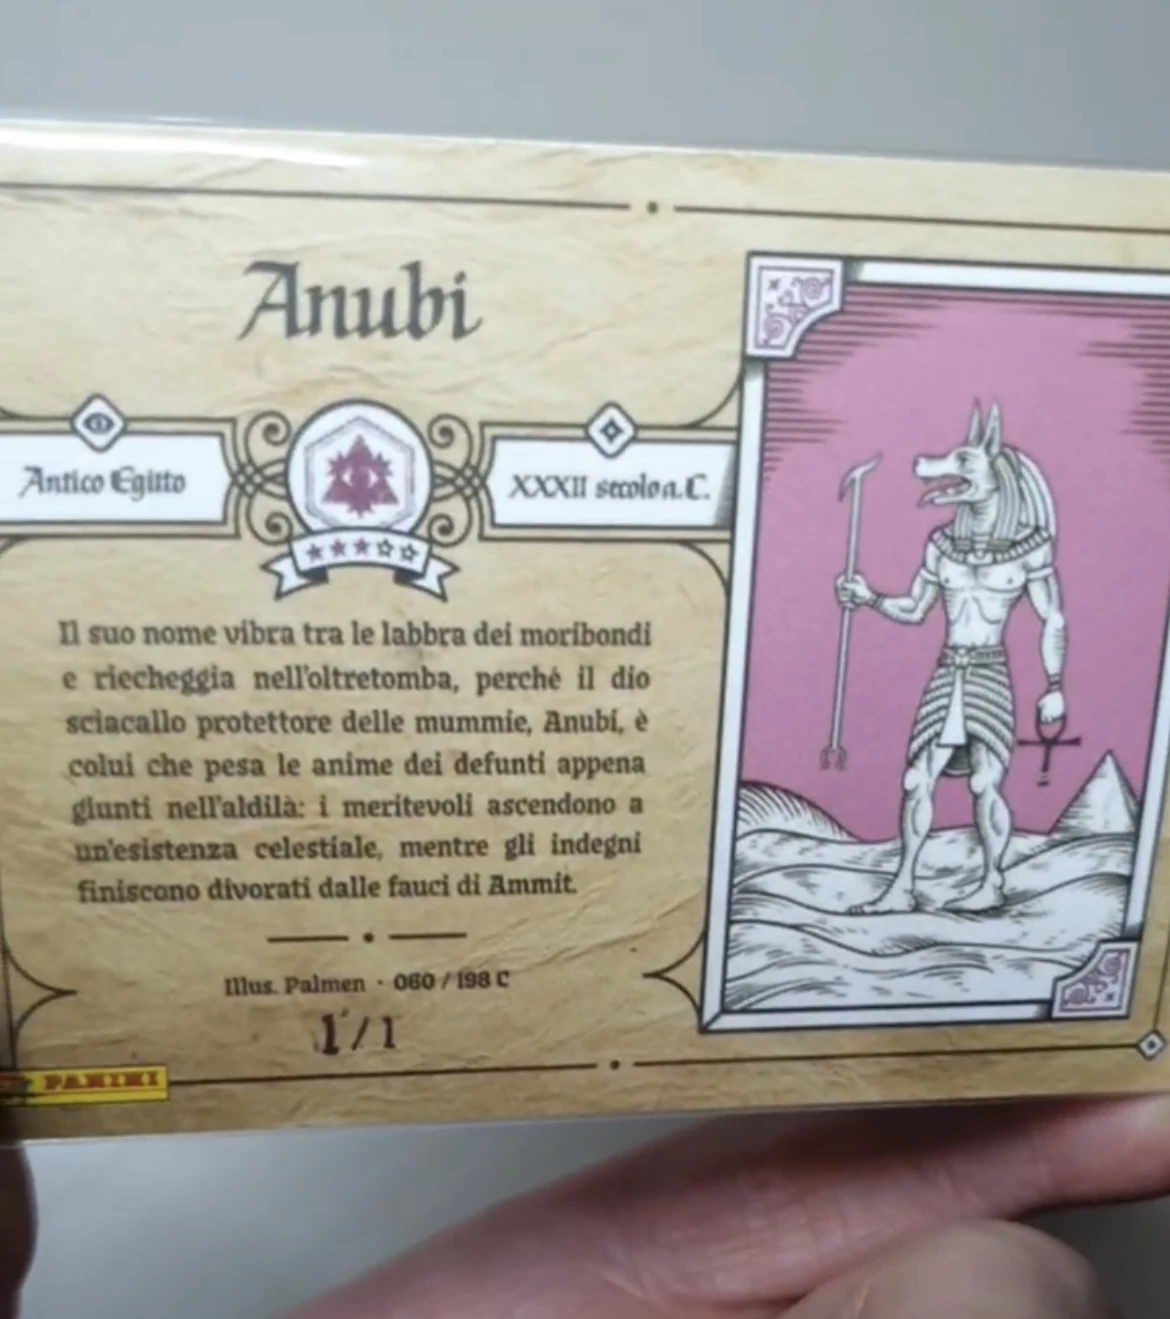 Anubi
Antico Egitto
XXXII secolo a.C.
Il suo nome vibra tra le labbra dei moribondi
e riecheggia nell'oltretomba, perché il dio
sciacallo protettore delle mummie, Anubi, è
colui che pesa le anime dei defunti appena
giunti nell'aldilà: i meritevoli ascendono a
un'esistenza celestiale, mentre gli indegni
finiscono divorati dalle fauci di Ammit.
Illus. Palmen · 060 / 198 C
1/1
PANINI